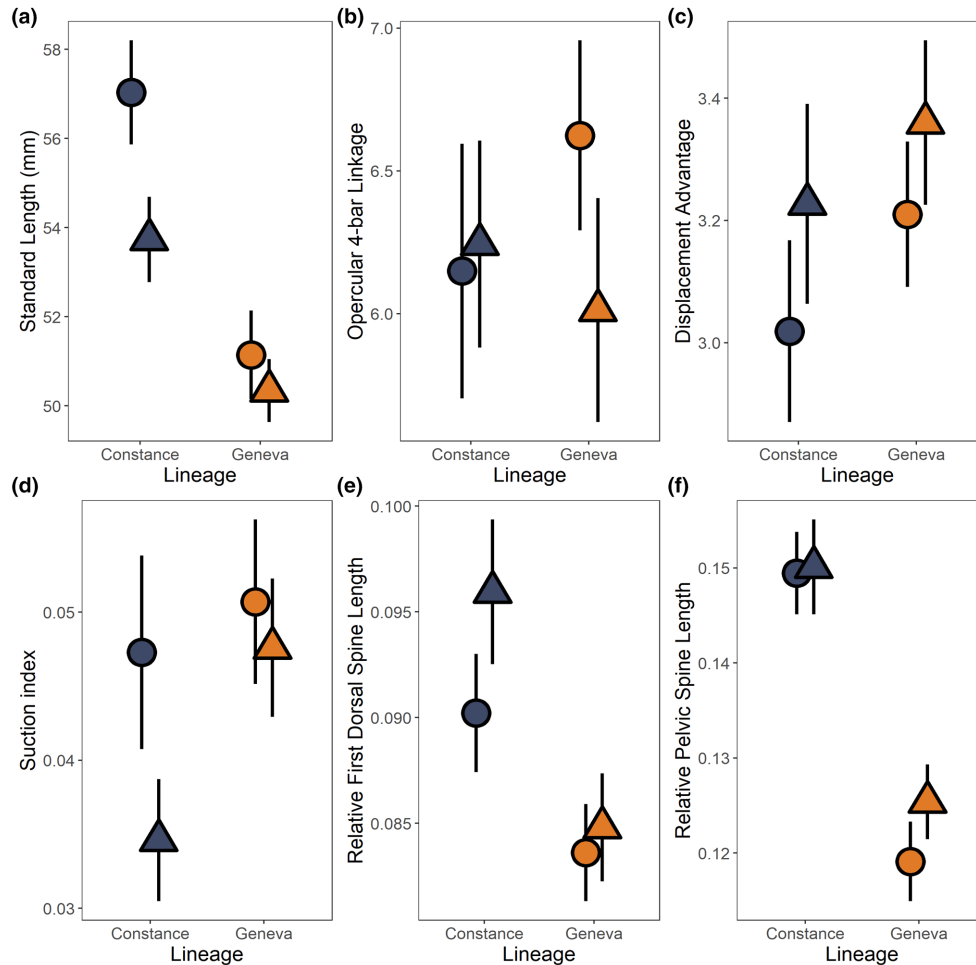 (a)
Standard Length (mm)
58
56
54
52
50
Constance
Geneva
Lineage
(b)
Opercular 4-bar Linkage
7.0
6.5
6.0
Constance
Geneva
Lineage
(c)
Displacement Advantage
3.4
3.2
3.0
Constance
Geneva
Lineage
(d)
Suction index
0.05
0.04
0.03
Constance
Geneva
Lineage
(e)
Relative First Dorsal Spine Length
0.100
0.095
0.090
0.085
Constance
Geneva
Lineage
(f)
Relative Pelvic Spine Length
0.15
0.14
0.13
0.12
Constance
Geneva
Lineage